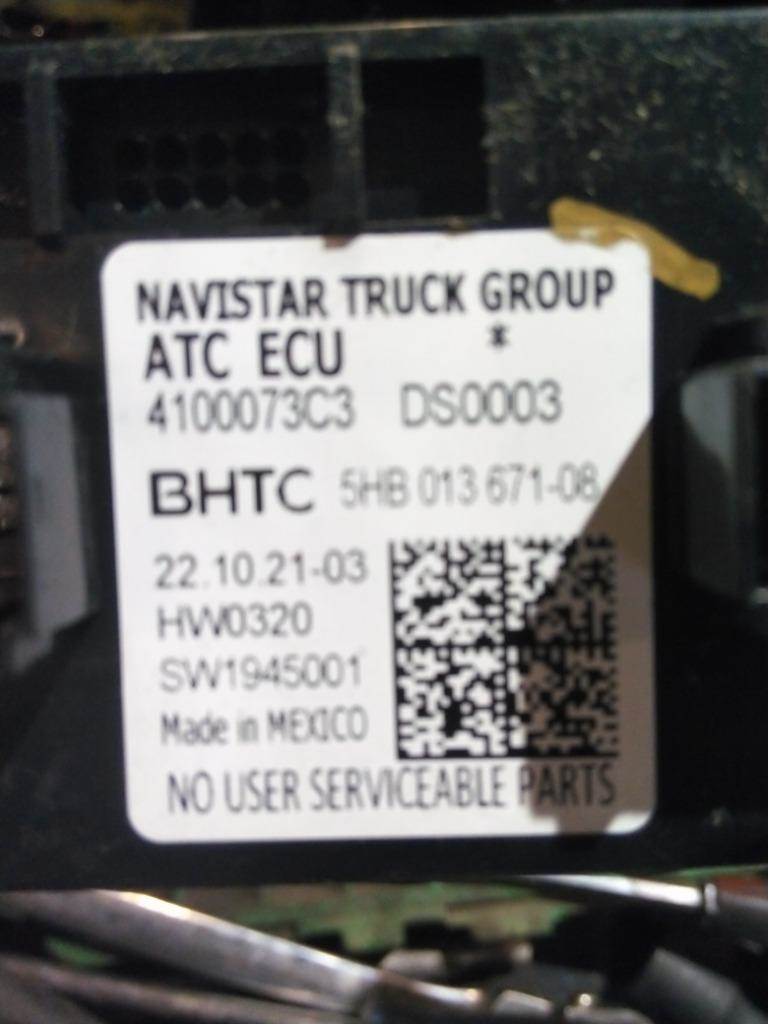 NAVISTAR TRUCK GROUP
ATC ECU *
4100073C3 DS0003
BHTC 5HB 013 671-08
22.10.21-03
HW0320
SW1945001
Made in MEXICO
NO USER SERVICEABLE PARTS